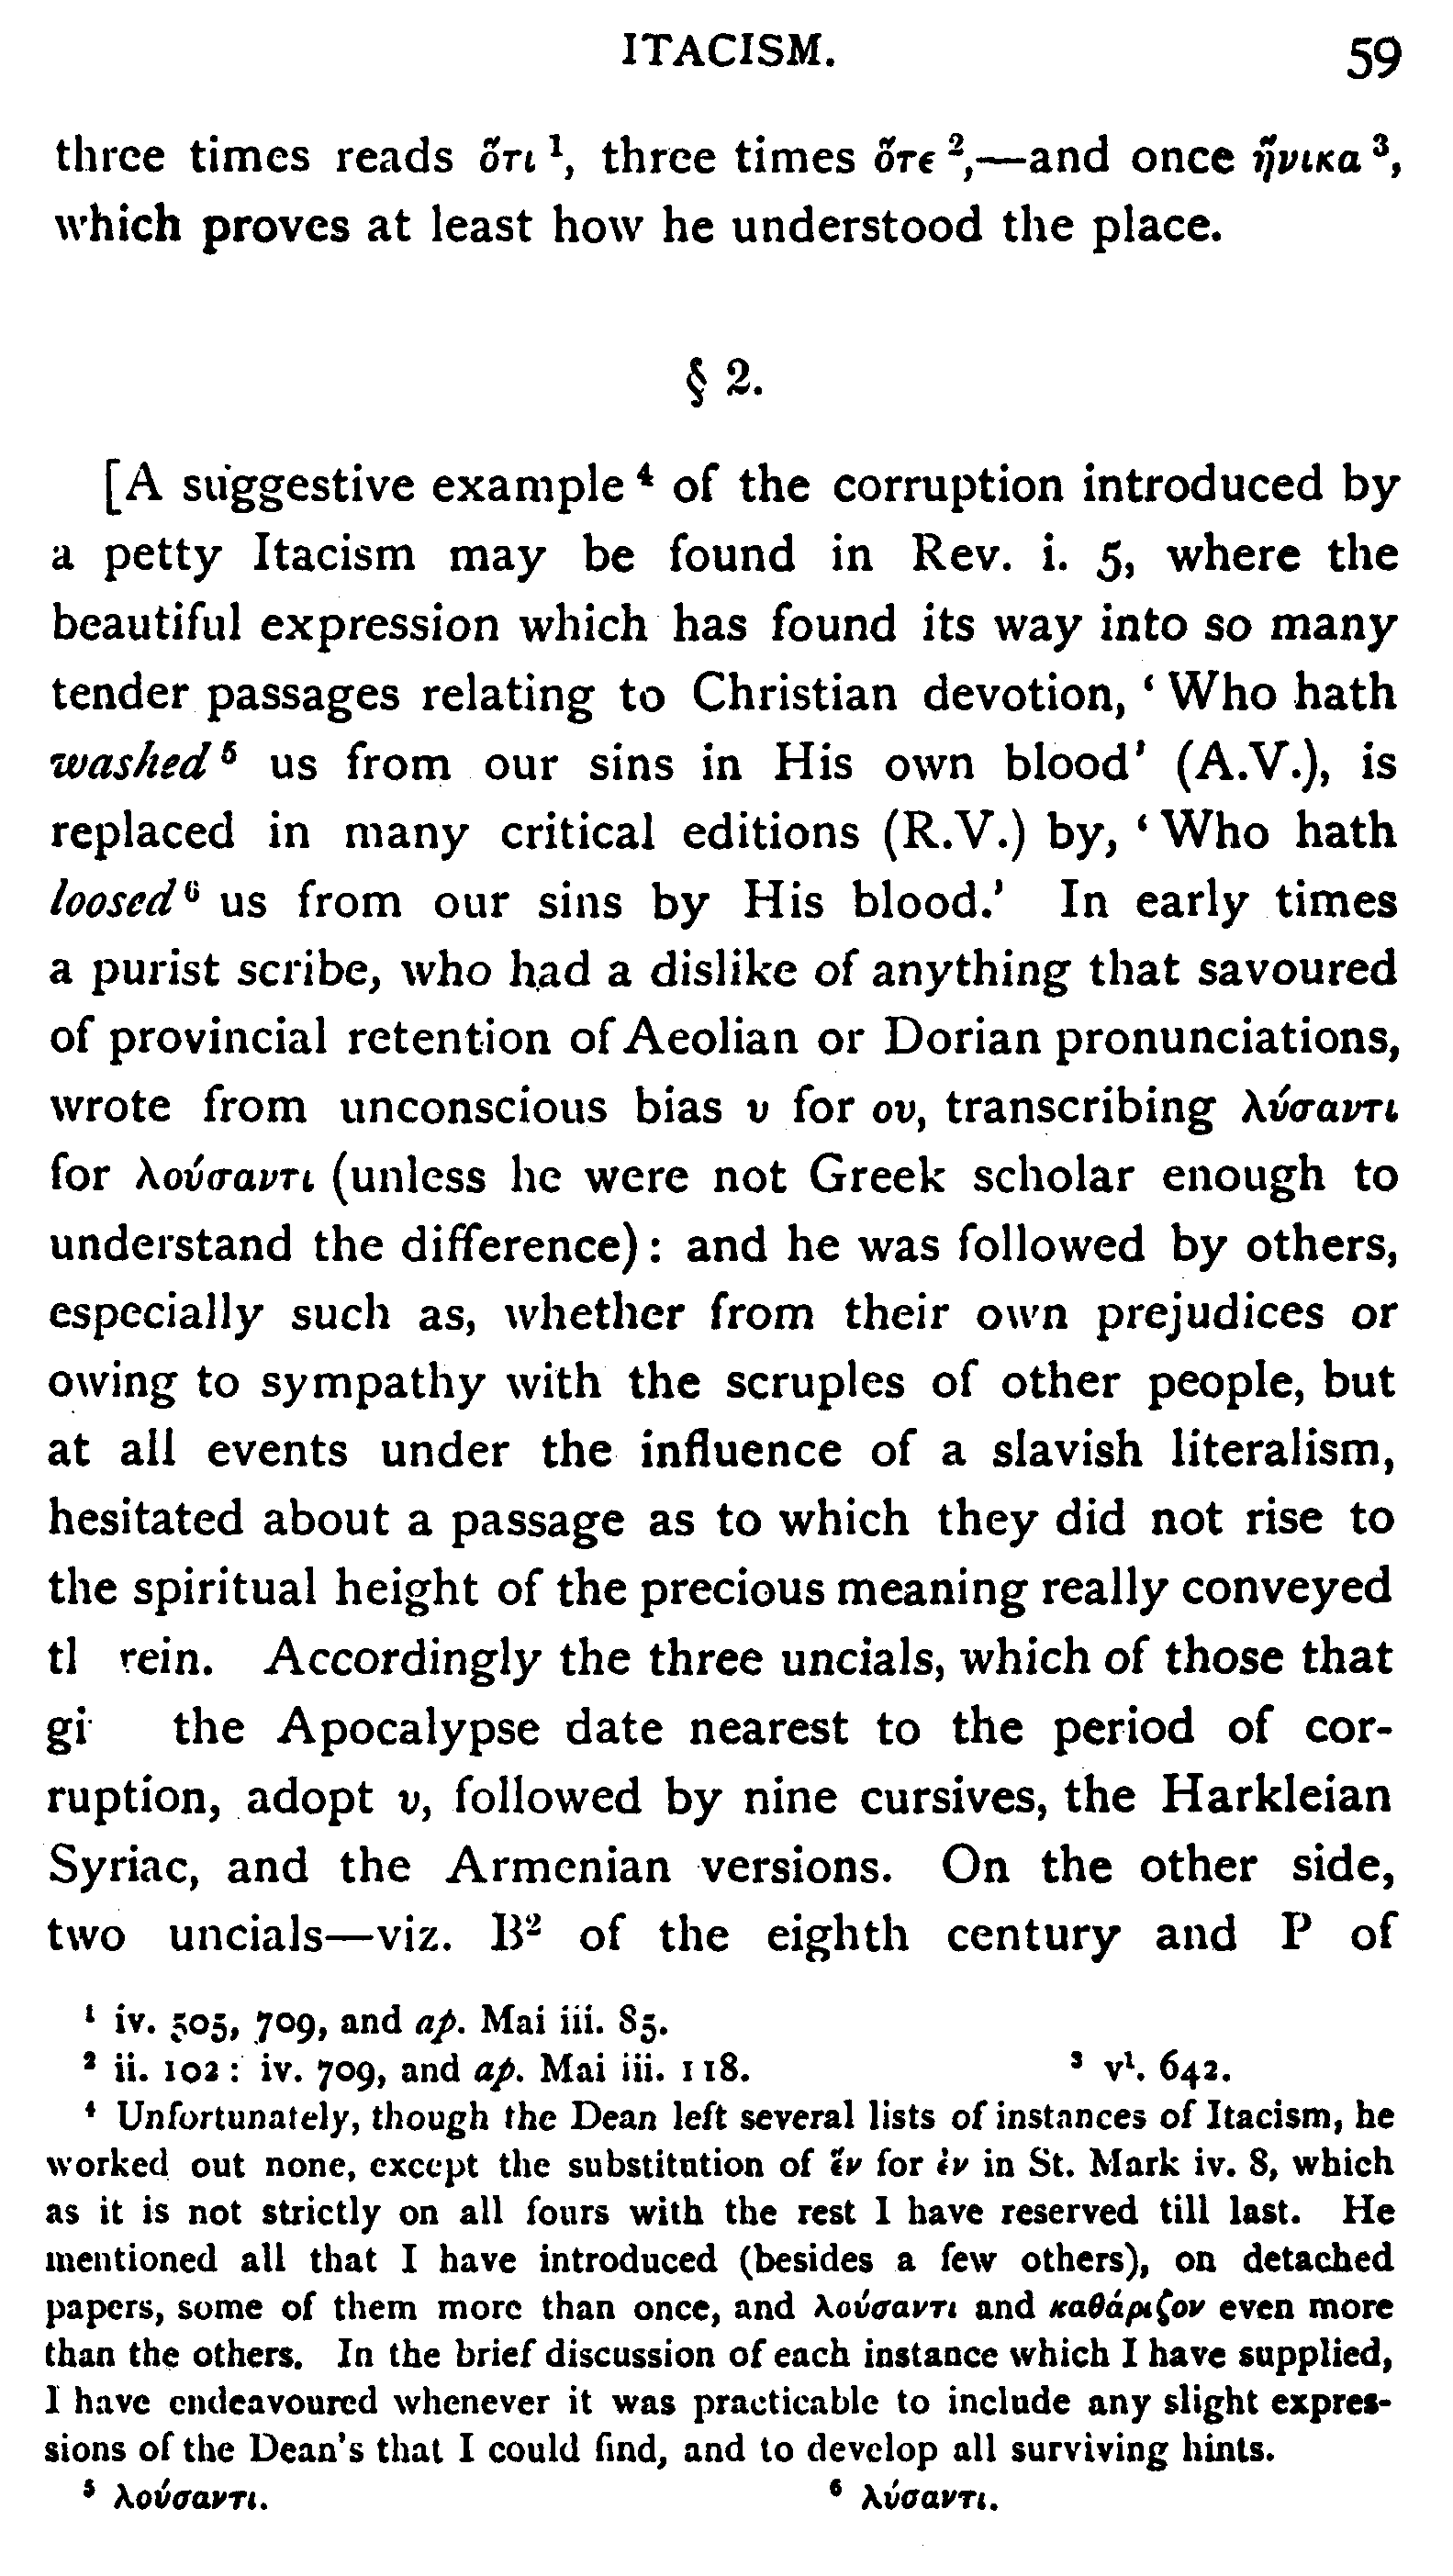 ITACISM. 59
three times reads ὅτι ¹, three times ὅτε ²,—and once ἥνικα ³,
which proves at least how he understood the place.
§ 2.
[A suggestive example ⁴ of the corruption introduced by
a petty Itacism may be found in Rev. i. 5, where the
beautiful expression which has found its way into so many
tender passages relating to Christian devotion, ‘Who hath
washed ⁵ us from our sins in His own blood’ (A.V.), is
replaced in many critical editions (R.V.) by, ‘Who hath
loosed ⁶ us from our sins by His blood.’ In early times
a purist scribe, who had a dislike of anything that savoured
of provincial retention of Aeolian or Dorian pronunciations,
wrote from unconscious bias υ for ου, transcribing λύσαντι
for λούσαντι (unless he were not Greek scholar enough to
understand the difference): and he was followed by others,
especially such as, whether from their own prejudices or
owing to sympathy with the scruples of other people, but
at all events under the influence of a slavish literalism,
hesitated about a passage as to which they did not rise to
the spiritual height of the precious meaning really conveyed
tl rein. Accordingly the three uncials, which of those that
gi the Apocalypse date nearest to the period of cor-
ruption, adopt υ, followed by nine cursives, the Harkleian
Syriac, and the Armenian versions. On the other side,
two uncials—viz. B² of the eighth century and P of
¹ iv. 505, 709, and ap. Mai iii. 85.
² ii. 102: iv. 709, and ap. Mai iii. 118. ³ v¹. 642.
⁴ Unfortunately, though the Dean left several lists of instances of Itacism, he
worked out none, except the substitution of ἕν for ἐν in St. Mark iv. 8, which
as it is not strictly on all fours with the rest I have reserved till last. He
mentioned all that I have introduced (besides a few others), on detached
papers, some of them more than once, and λούσαντι and καθάριζον even more
than the others. In the brief discussion of each instance which I have supplied,
I have endeavoured whenever it was practicable to include any slight expres-
sions of the Dean’s that I could find, and to develop all surviving hints.
⁵ λούσαντι. ⁶ λύσαντι.